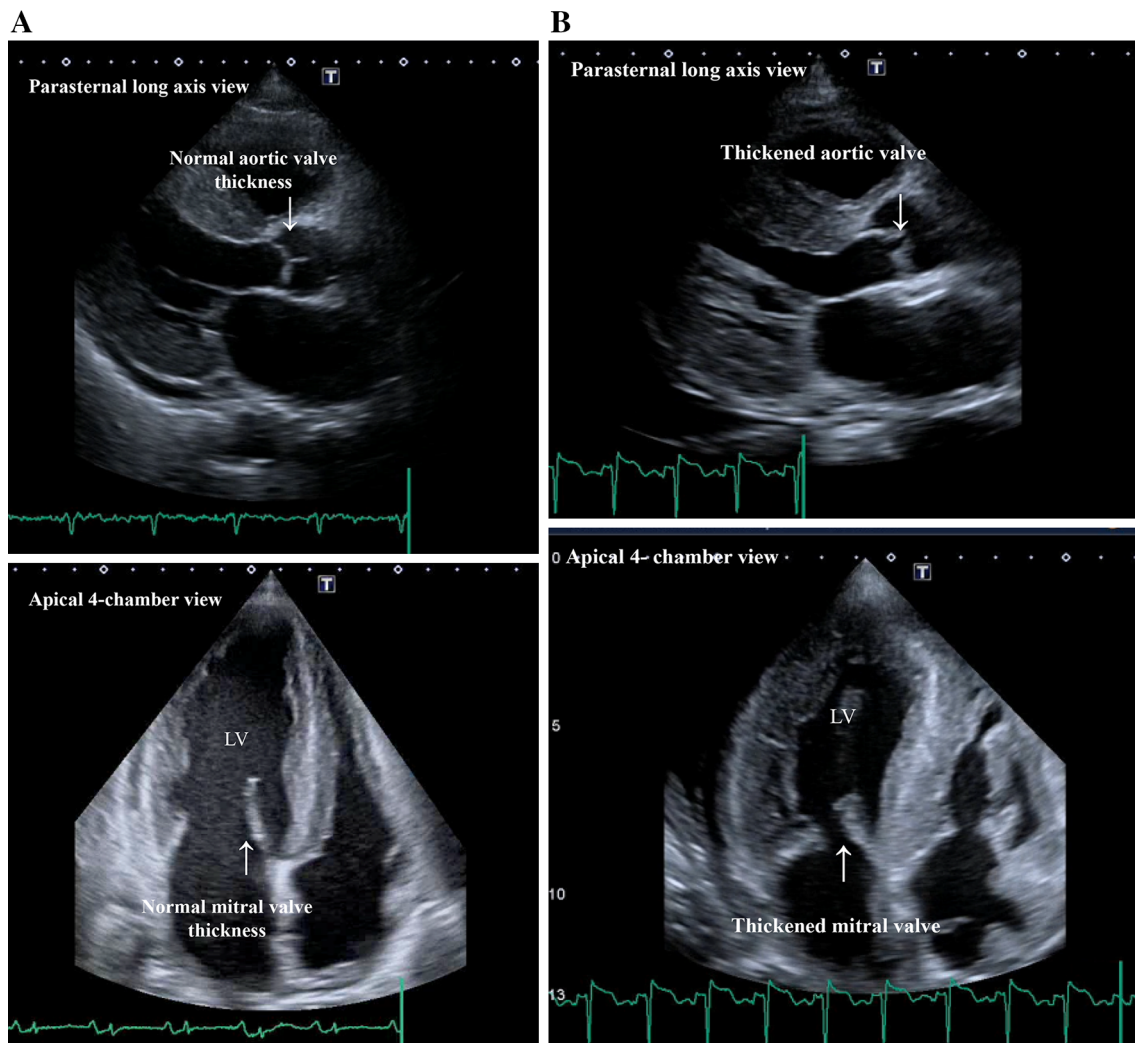 A
Parasternal long axis view
T
Normal aortic valve
thickness
Apical 4-chamber view
T
LV
Normal mitral valve
thickness
B
Parasternal long axis view
T
Thickened aortic valve
0
Apical 4- chamber view
T
5
LV
10
Thickened mitral valve
13